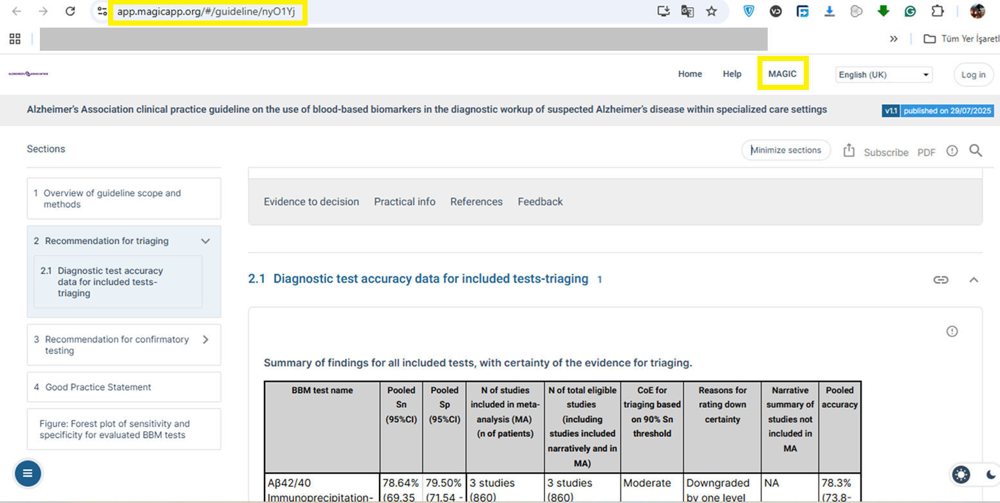 app.magicapp.org/#/guideline/nyO1Yj
Tüm Yer İşaretl
ALZHEIMER'S ASSOCIATION
Home Help MAGIC English (UK) Log in
Alzheimer's Association clinical practice guideline on the use of blood-based biomarkers in the diagnostic workup of suspected Alzheimer's disease within specialized care settings
v1.1 published on 29/07/2025
Sections
Minimize sections Subscribe PDF
1 Overview of guideline scope and
methods
2 Recommendation for triaging
2.1 Diagnostic test accuracy
data for included tests-
triaging
3 Recommendation for confirmatory
testing
4 Good Practice Statement
Figure: Forest plot of sensitivity and
specificity for evaluated BBM tests
Evidence to decision Practical info References Feedback
2.1 Diagnostic test accuracy data for included tests-triaging 1
Summary of findings for all included tests, with certainty of the evidence for triaging.
BBM test name
Pooled
Sn
(95%CI)
Pooled
Sp
(95%CI)
N of studies
included in meta-
analysis (MA)
(n of patients)
N of total eligible
studies
(including
studies included
narratively and in
MA)
CoE for
triaging based
on 90% Sn
threshold
Reasons for
rating down
certainty
Narrative
summary of
studies not
included in
MA
Pooled
accuracy
Aβ42/40
Immunoprecipitation-
78.64%
(69.35
79.50%
(71.54 -
3 studies
(860)
3 studies
(860)
Moderate
Downgraded
by one level
NA
78.3%
(73.8-